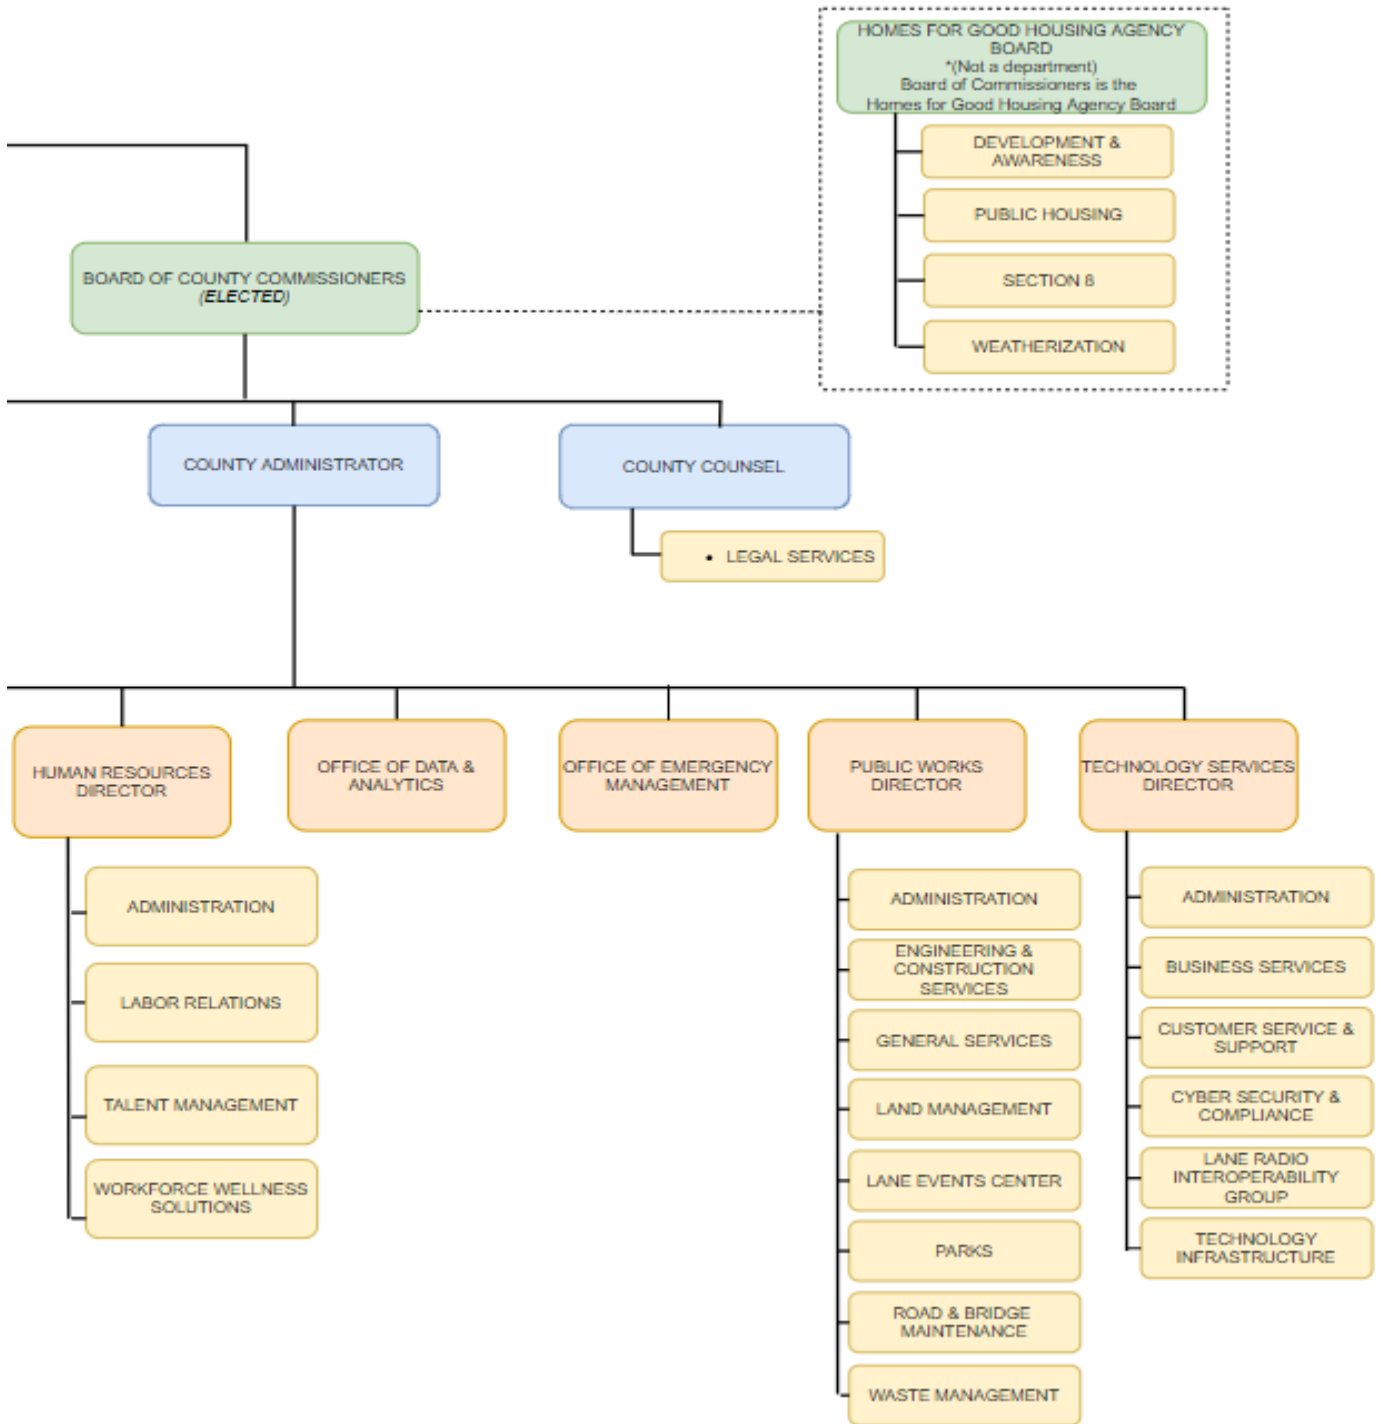 HOMES FOR GOOD HOUSING AGENCY
BOARD
*(Not a department)
Board of Commissioners is the
Homes for Good Housing Agency Board
DEVELOPMENT &
AWARENESS
PUBLIC HOUSING
SECTION 8
WEATHERIZATION
BOARD OF COUNTY COMMISSIONERS
(ELECTED)
COUNTY ADMINISTRATOR
COUNTY COUNSEL
• LEGAL SERVICES
HUMAN RESOURCES
DIRECTOR
ADMINISTRATION
LABOR RELATIONS
TALENT MANAGEMENT
WORKFORCE WELLNESS
SOLUTIONS
OFFICE OF DATA &
ANALYTICS
OFFICE OF EMERGENCY
MANAGEMENT
PUBLIC WORKS
DIRECTOR
ADMINISTRATION
ENGINEERING &
CONSTRUCTION
SERVICES
GENERAL SERVICES
LAND MANAGEMENT
LANE EVENTS CENTER
PARKS
ROAD & BRIDGE
MAINTENANCE
WASTE MANAGEMENT
TECHNOLOGY SERVICES
DIRECTOR
ADMINISTRATION
BUSINESS SERVICES
CUSTOMER SERVICE &
SUPPORT
CYBER SECURITY &
COMPLIANCE
LANE RADIO
INTEROPERABILITY
GROUP
TECHNOLOGY
INFRASTRUCTURE